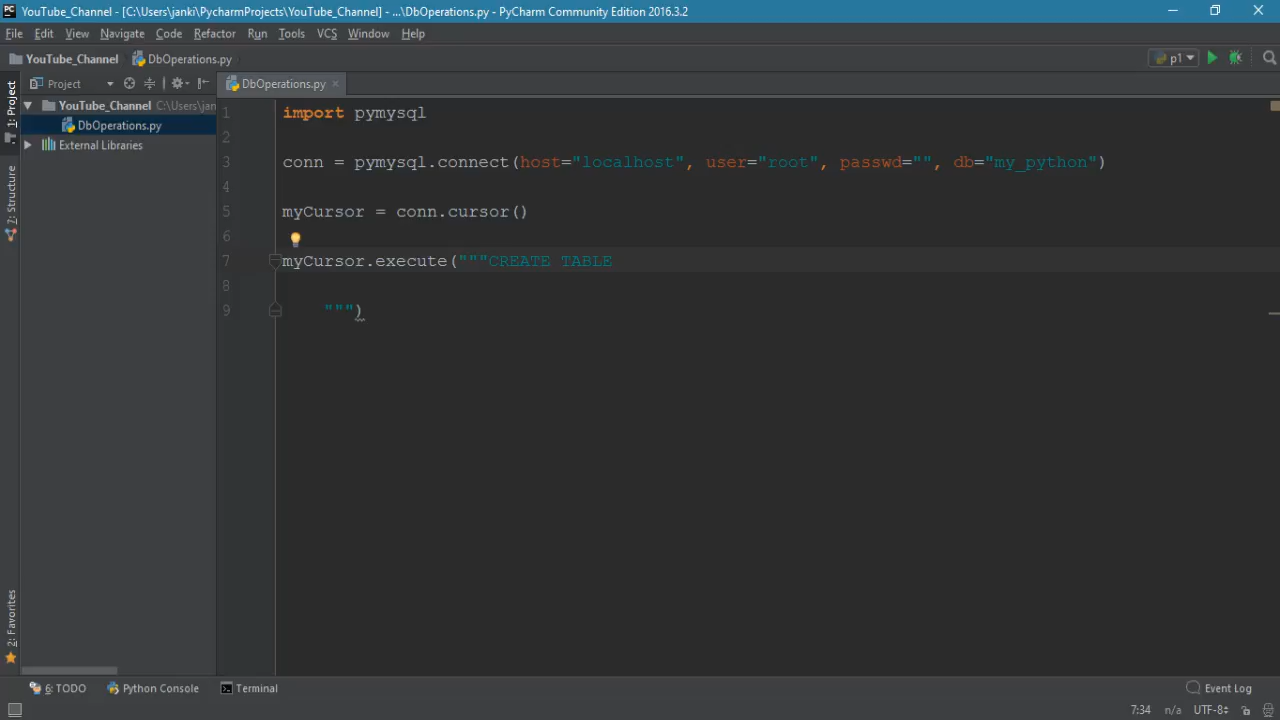 YouTube_Channel - [C:\Users\janki\PycharmProjects\YouTube_Channel] - ...\DbOperations.py - PyCharm Community Edition 2016.3.2
File Edit View Navigate Code Refactor Run Tools VCS Window Help
YouTube_Channel DbOperations.py p1
1: Project
Project DbOperations.py
YouTube_Channel C:\Users\jan
DbOperations.py
External Libraries
7: Structure
2: Favorites
1 import pymysql
2
3 conn = pymysql.connect(host="localhost", user="root", passwd="", db="my_python")
4
5 myCursor = conn.cursor()
6
7 myCursor.execute("""CREATE TABLE
8
9 """)
6: TODO Python Console Terminal Event Log
7:34 n/a UTF-8